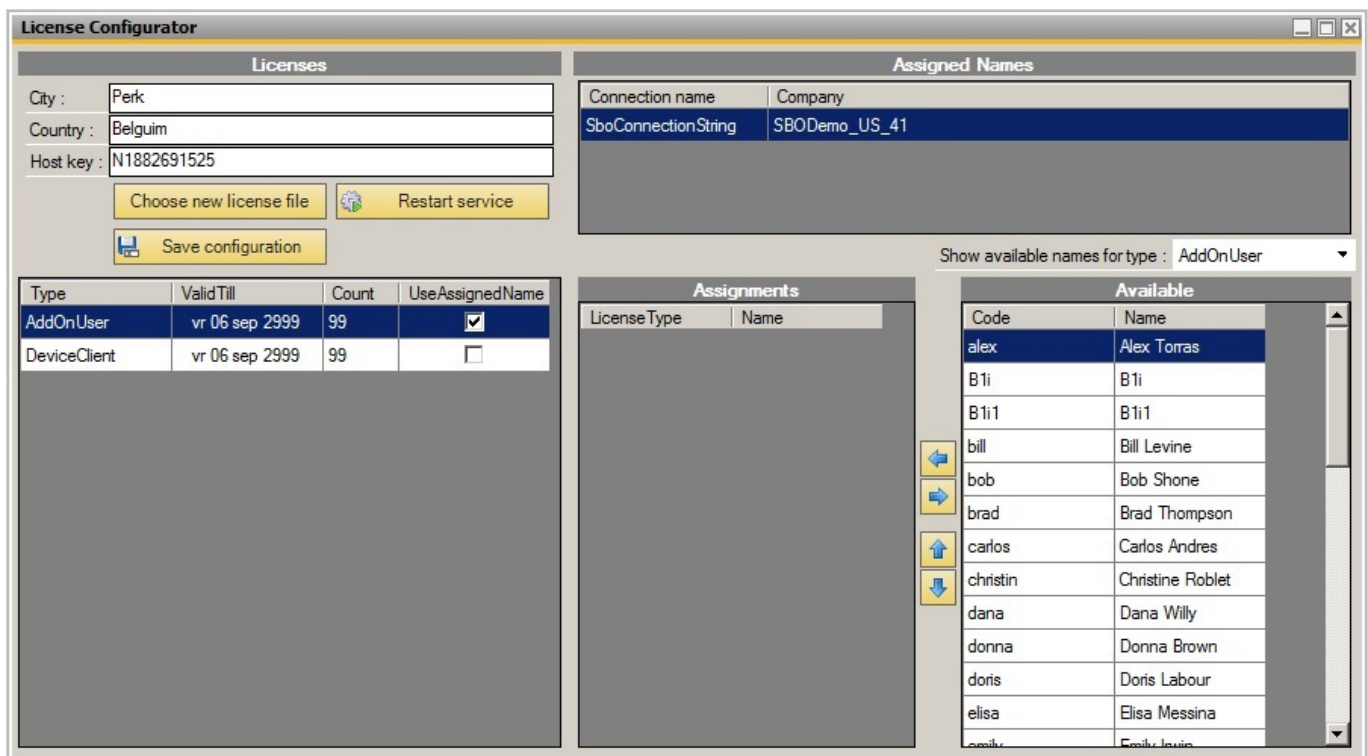 License Configurator
Licenses
City : Perk
Country : Belguim
Host key : N1882691525
Choose new license file
Restart service
Save configuration
Type ValidTill Count UseAssignedName
AddOnUser vr 06 sep 2999 99
DeviceClient vr 06 sep 2999 99
Assigned Names
Connection name Company
SboConnectionString SBODemo_US_41
Show available names for type : AddOnUser
Assignments
LicenseType Name
Available
Code Name
alex Alex Torras
B1i B1i
B1i1 B1i1
bill Bill Levine
bob Bob Shone
brad Brad Thompson
carlos Carlos Andres
christin Christine Roblet
dana Dana Willy
donna Donna Brown
doris Doris Labour
elisa Elisa Messina
emily Emily Irwin